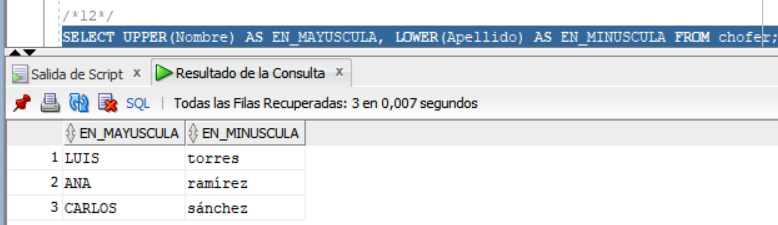 /*12*/
SELECT UPPER(Nombre) AS EN_MAYUSCULA, LOWER(Apellido) AS EN_MINUSCULA FROM chofer;
Salida de Script x Resultado de la Consulta x
SQL | Todas las Filas Recuperadas: 3 en 0,007 segundos
EN_MAYUSCULA EN_MINUSCULA
1 LUIS torres
2 ANA ramírez
3 CARLOS sánchez